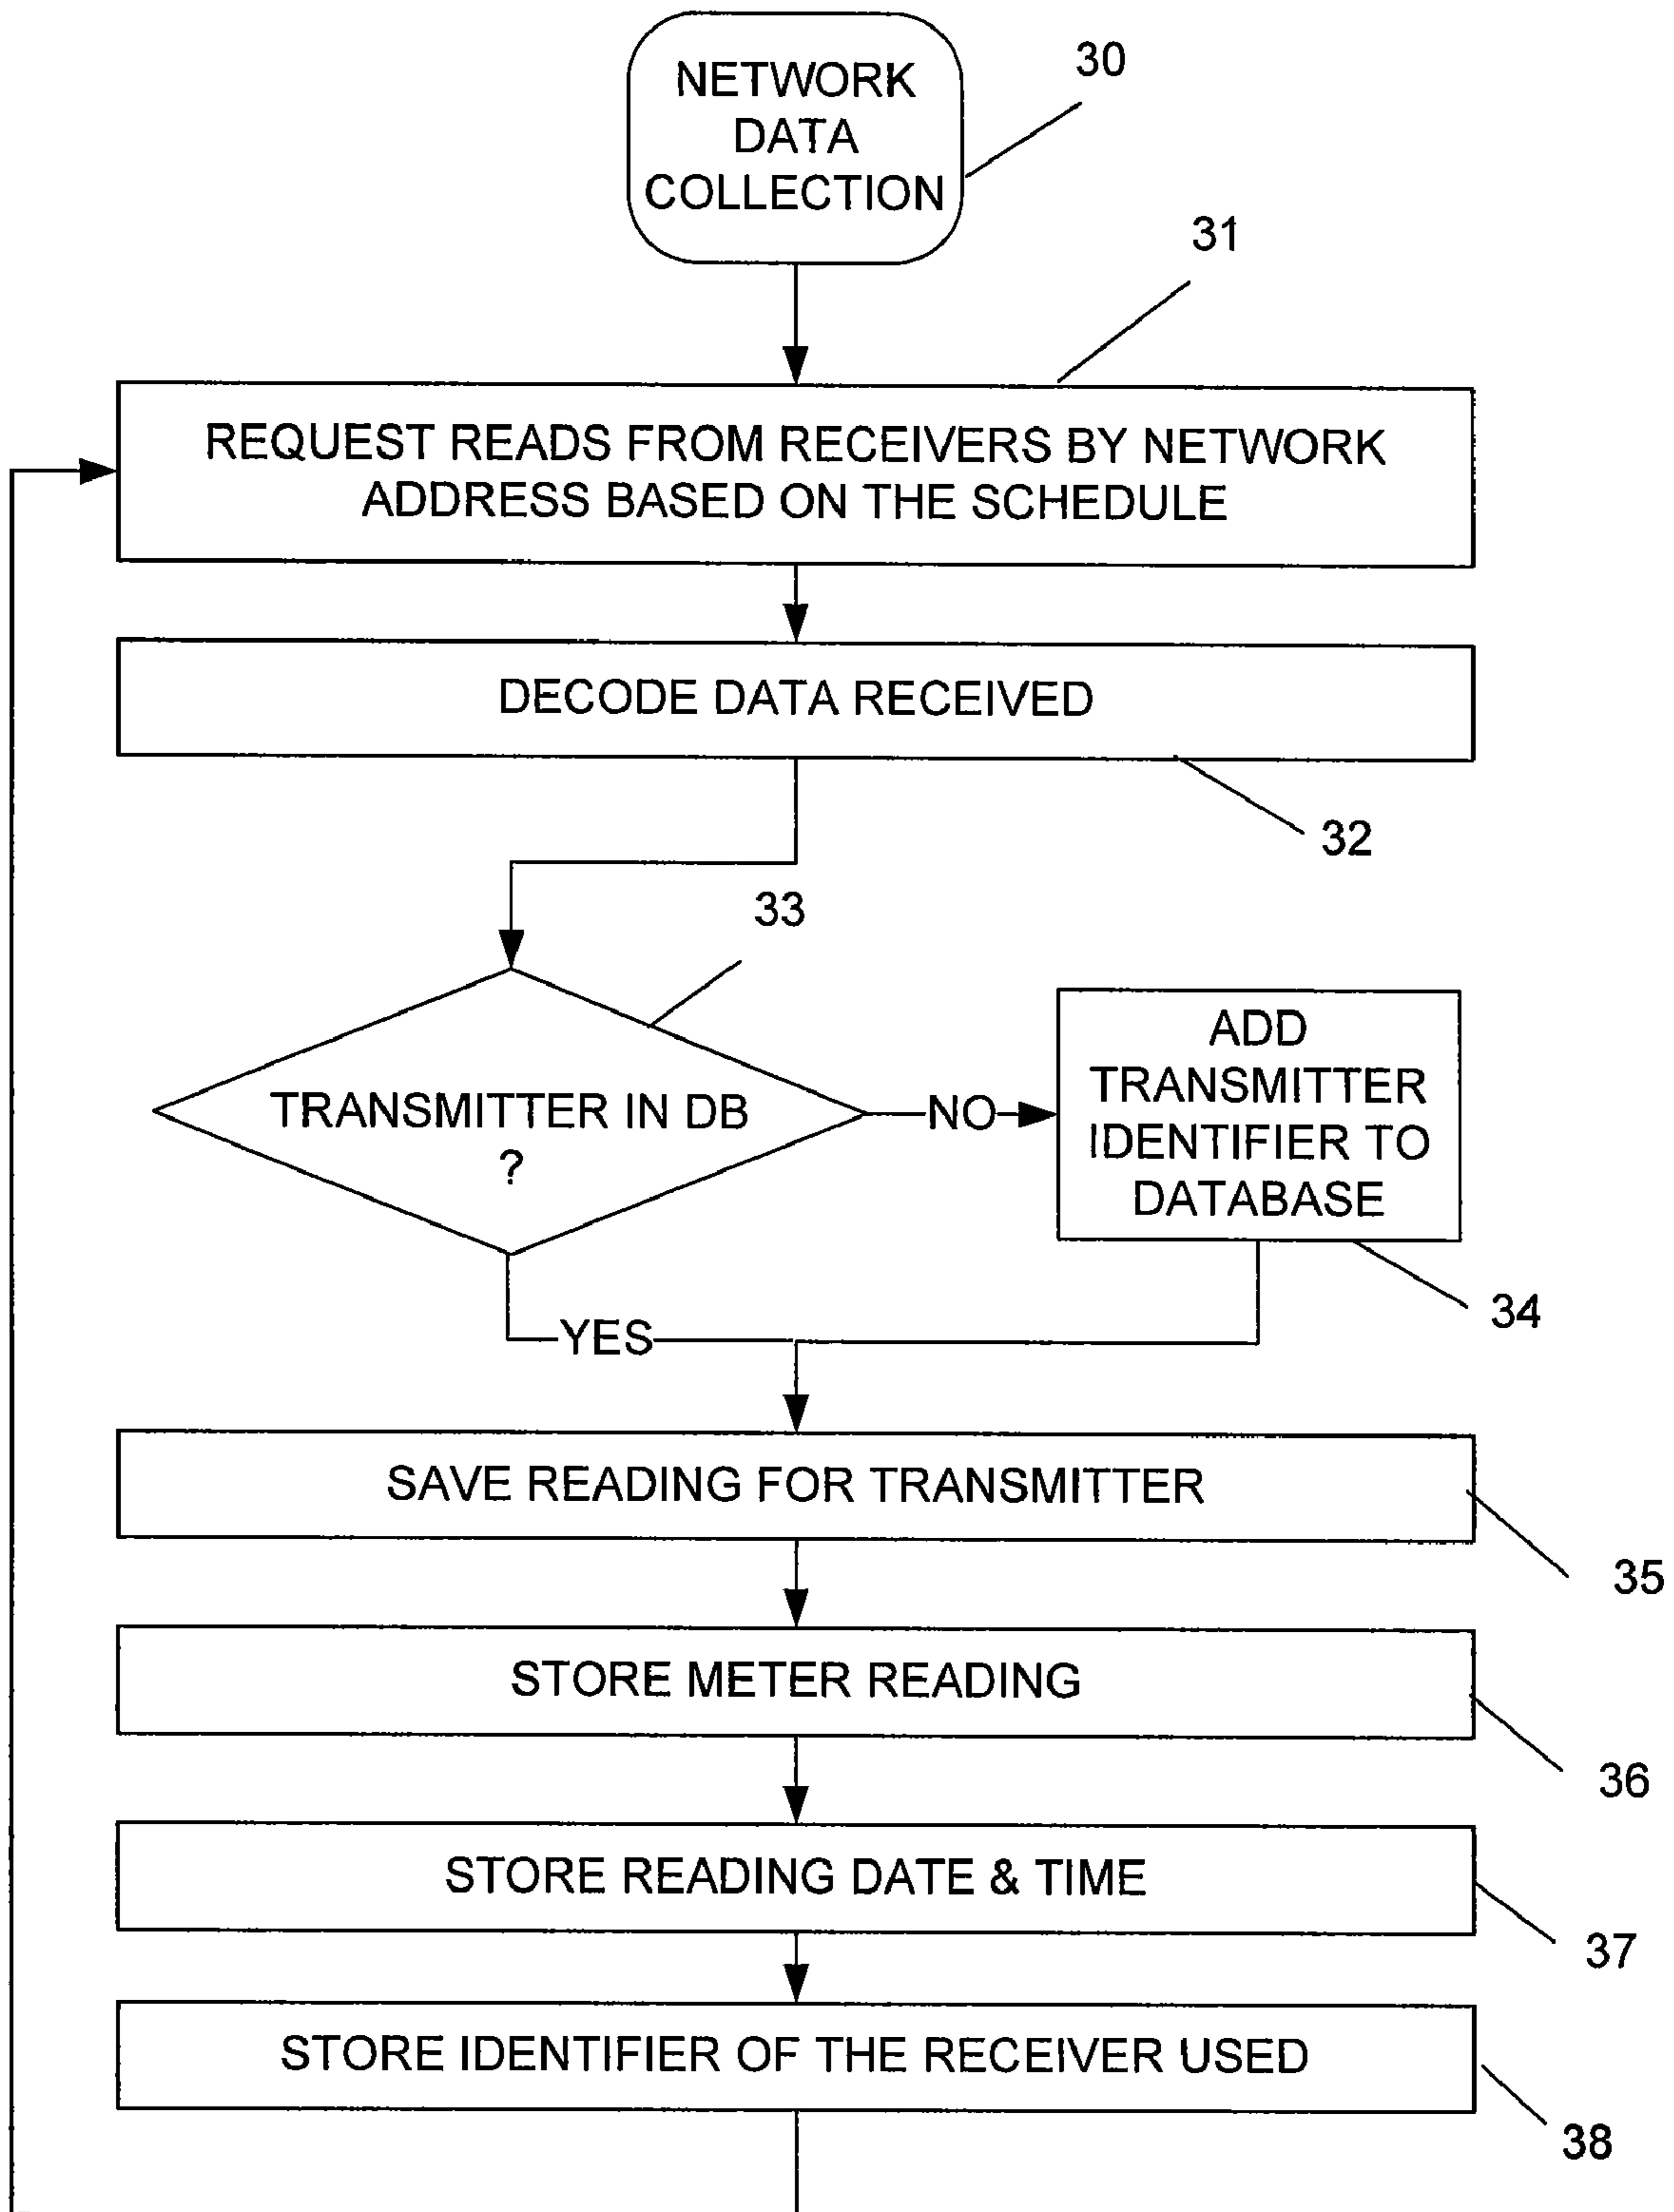 NETWORK
DATA
COLLECTION
30
31
REQUEST READS FROM RECEIVERS BY NETWORK
ADDRESS BASED ON THE SCHEDULE
DECODE DATA RECEIVED
32
33
TRANSMITTER IN DB
?
NO
ADD
TRANSMITTER
IDENTIFIER TO
DATABASE
34
YES
SAVE READING FOR TRANSMITTER
35
STORE METER READING
36
STORE READING DATE & TIME
37
STORE IDENTIFIER OF THE RECEIVER USED
38